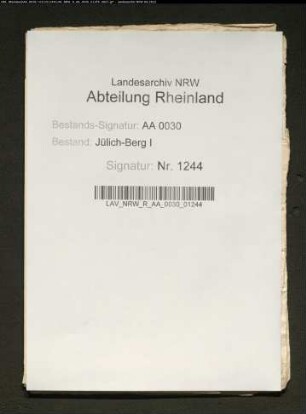 Landesarchiv NRW
Abteilung Rheinland
Bestands-Signatur: AA 0030
Bestand: Jülich-Berg I
Signatur: Nr. 1244
LAV_NRW_R_AA_0030_01244